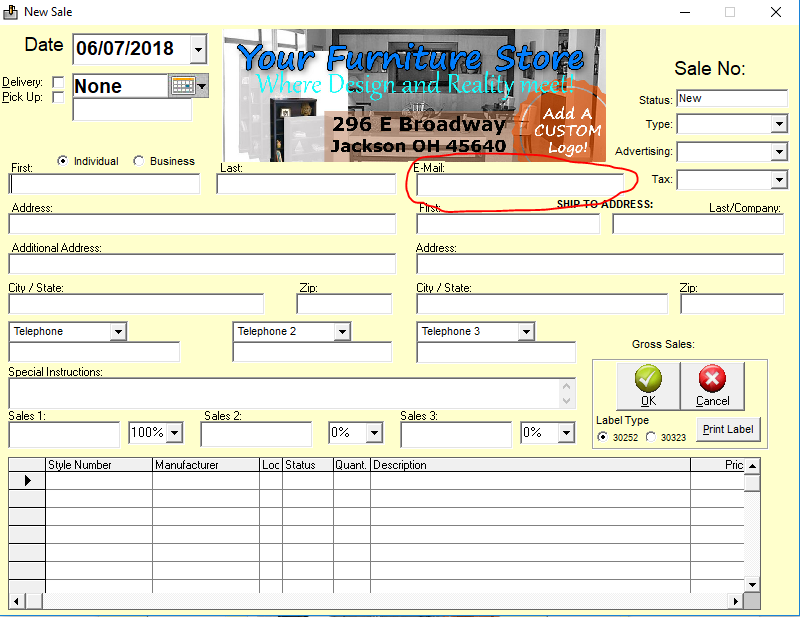 New Sale
Date 06/07/2018
Your Furniture Store
Where Design and Reality meet!
296 E Broadway
Jackson OH 45640
Add A
CUSTOM
Logo!
Sale No:
Delivery: None
Pick Up:
Status: New
Type:
Advertising:
Tax:
Individual Business
First: Last: E-Mail:
SHIP TO ADDRESS:
Address: First: Last/Company:
Additional Address: Address:
City / State: Zip: City / State: Zip:
Telephone Telephone 2 Telephone 3
Gross Sales:
Special Instructions:
OK Cancel
Label Type
30252 30323 Print Label
Sales 1: 100% Sales 2: 0% Sales 3: 0%
Style Number Manufacturer Loc Status Quant. Description Pric